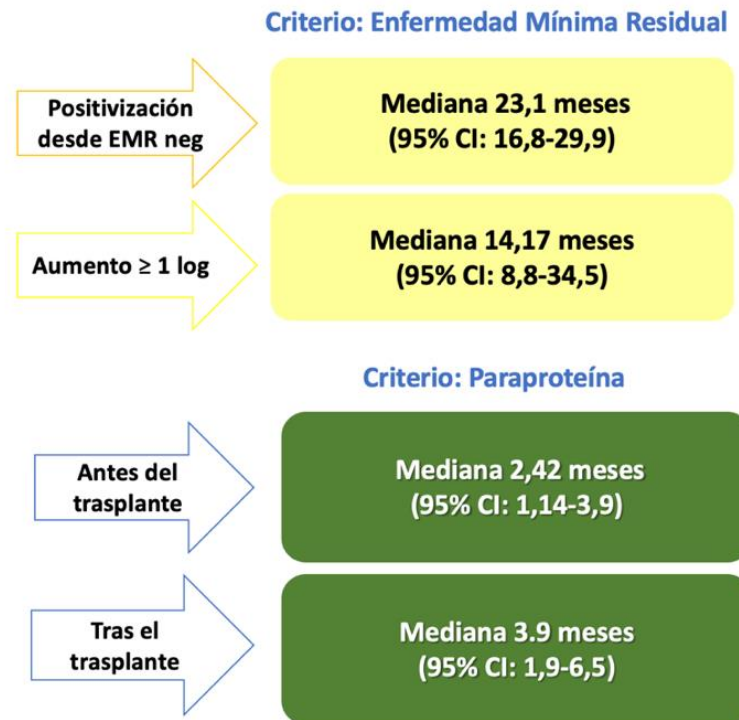 Criterio: Enfermedad Mínima Residual
Positivización
desde EMR neg
Mediana 23,1 meses
(95% CI: 16,8-29,9)
Aumento ≥ 1 log
Mediana 14,17 meses
(95% CI: 8,8-34,5)
Criterio: Paraproteína
Antes del
trasplante
Mediana 2,42 meses
(95% CI: 1,14-3,9)
Tras el
trasplante
Mediana 3.9 meses
(95% CI: 1,9-6,5)